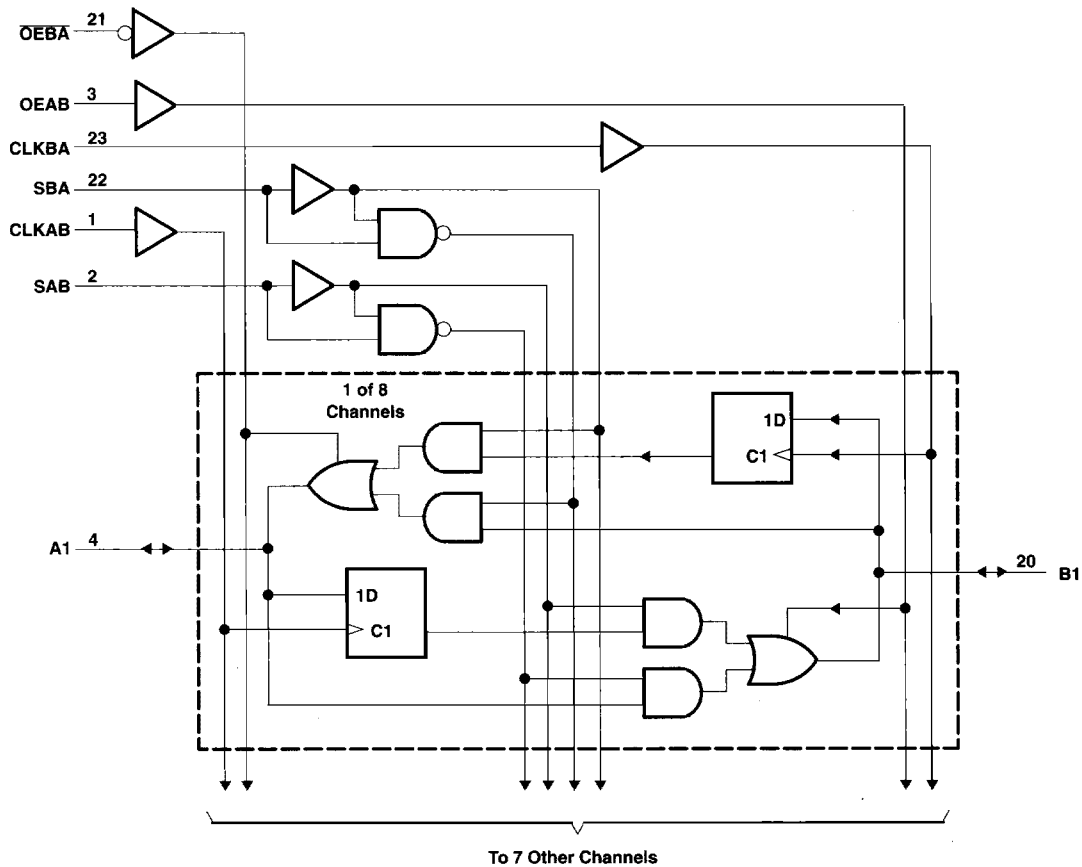 OEBA 21
OEAB 3
CLKBA 23
SBA 22
CLKAB 1
SAB 2
1 of 8
Channels
1D
C1
A1 4
1D
C1
20 B1
To 7 Other Channels